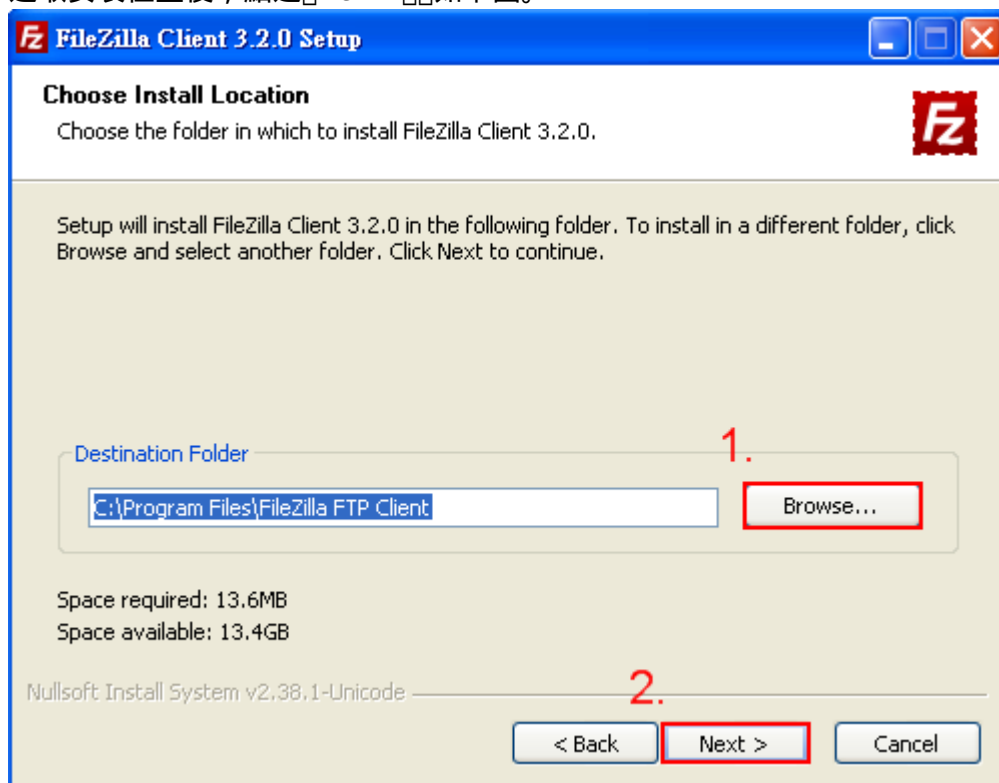 FileZilla Client 3.2.0 Setup
Choose Install Location
Choose the folder in which to install FileZilla Client 3.2.0.
Fz
Setup will install FileZilla Client 3.2.0 in the following folder. To install in a different folder, click
Browse and select another folder. Click Next to continue.
Destination Folder
1.
C:\Program Files\FileZilla FTP Client
Browse...
Space required: 13.6MB
Space available: 13.4GB
Nullsoft Install System v2.38.1-Unicode
2.
< Back
Next >
Cancel